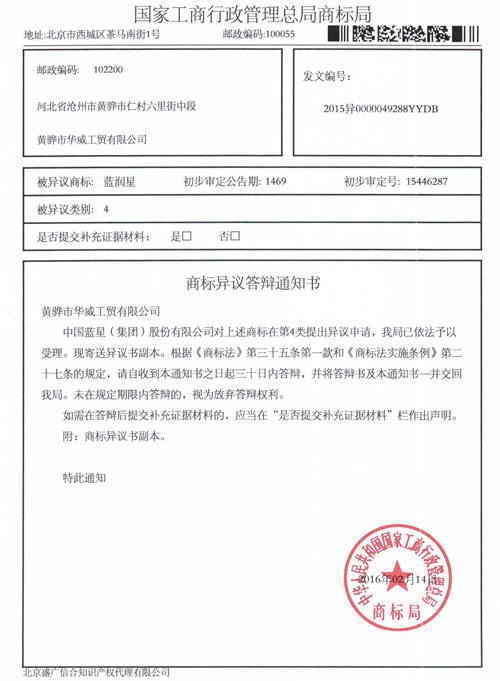 国家工商行政管理总局商标局
地址:北京市西城区茶马南街1号 邮政编码:100055
邮政编码: 102200
河北省沧州市黄骅市仁村六里街中段
黄骅市华威工贸有限公司
发文编号:
2015异0000049288YYDB
被异议商标: 蓝润星 初步审定公告期: 1469 初步审定号: 15446287
被异议类别: 4
是否提交补充证据材料: 是□ 否□
商标异议答辩通知书
黄骅市华威工贸有限公司
中国蓝星(集团)股份有限公司对上述商标在第4类提出异议申请,我局已依法予以
受理。现寄送异议书副本。根据《商标法》第三十五条第一款和《商标法实施条例》第二
十七条的规定,请自收到本通知书之日起三十日内答辩,并将答辩书及本通知书一并交回
我局。未在规定期限内答辩的,视为放弃答辩权利。
如需在答辩后提交补充证据材料的,应当在“是否提交补充证据材料”栏作出声明。
附:商标异议书副本。
特此通知
中华人民共和国国家工商行政管理总局
2016年02月14日
商标局
北京盛广信合知识产权代理有限公司